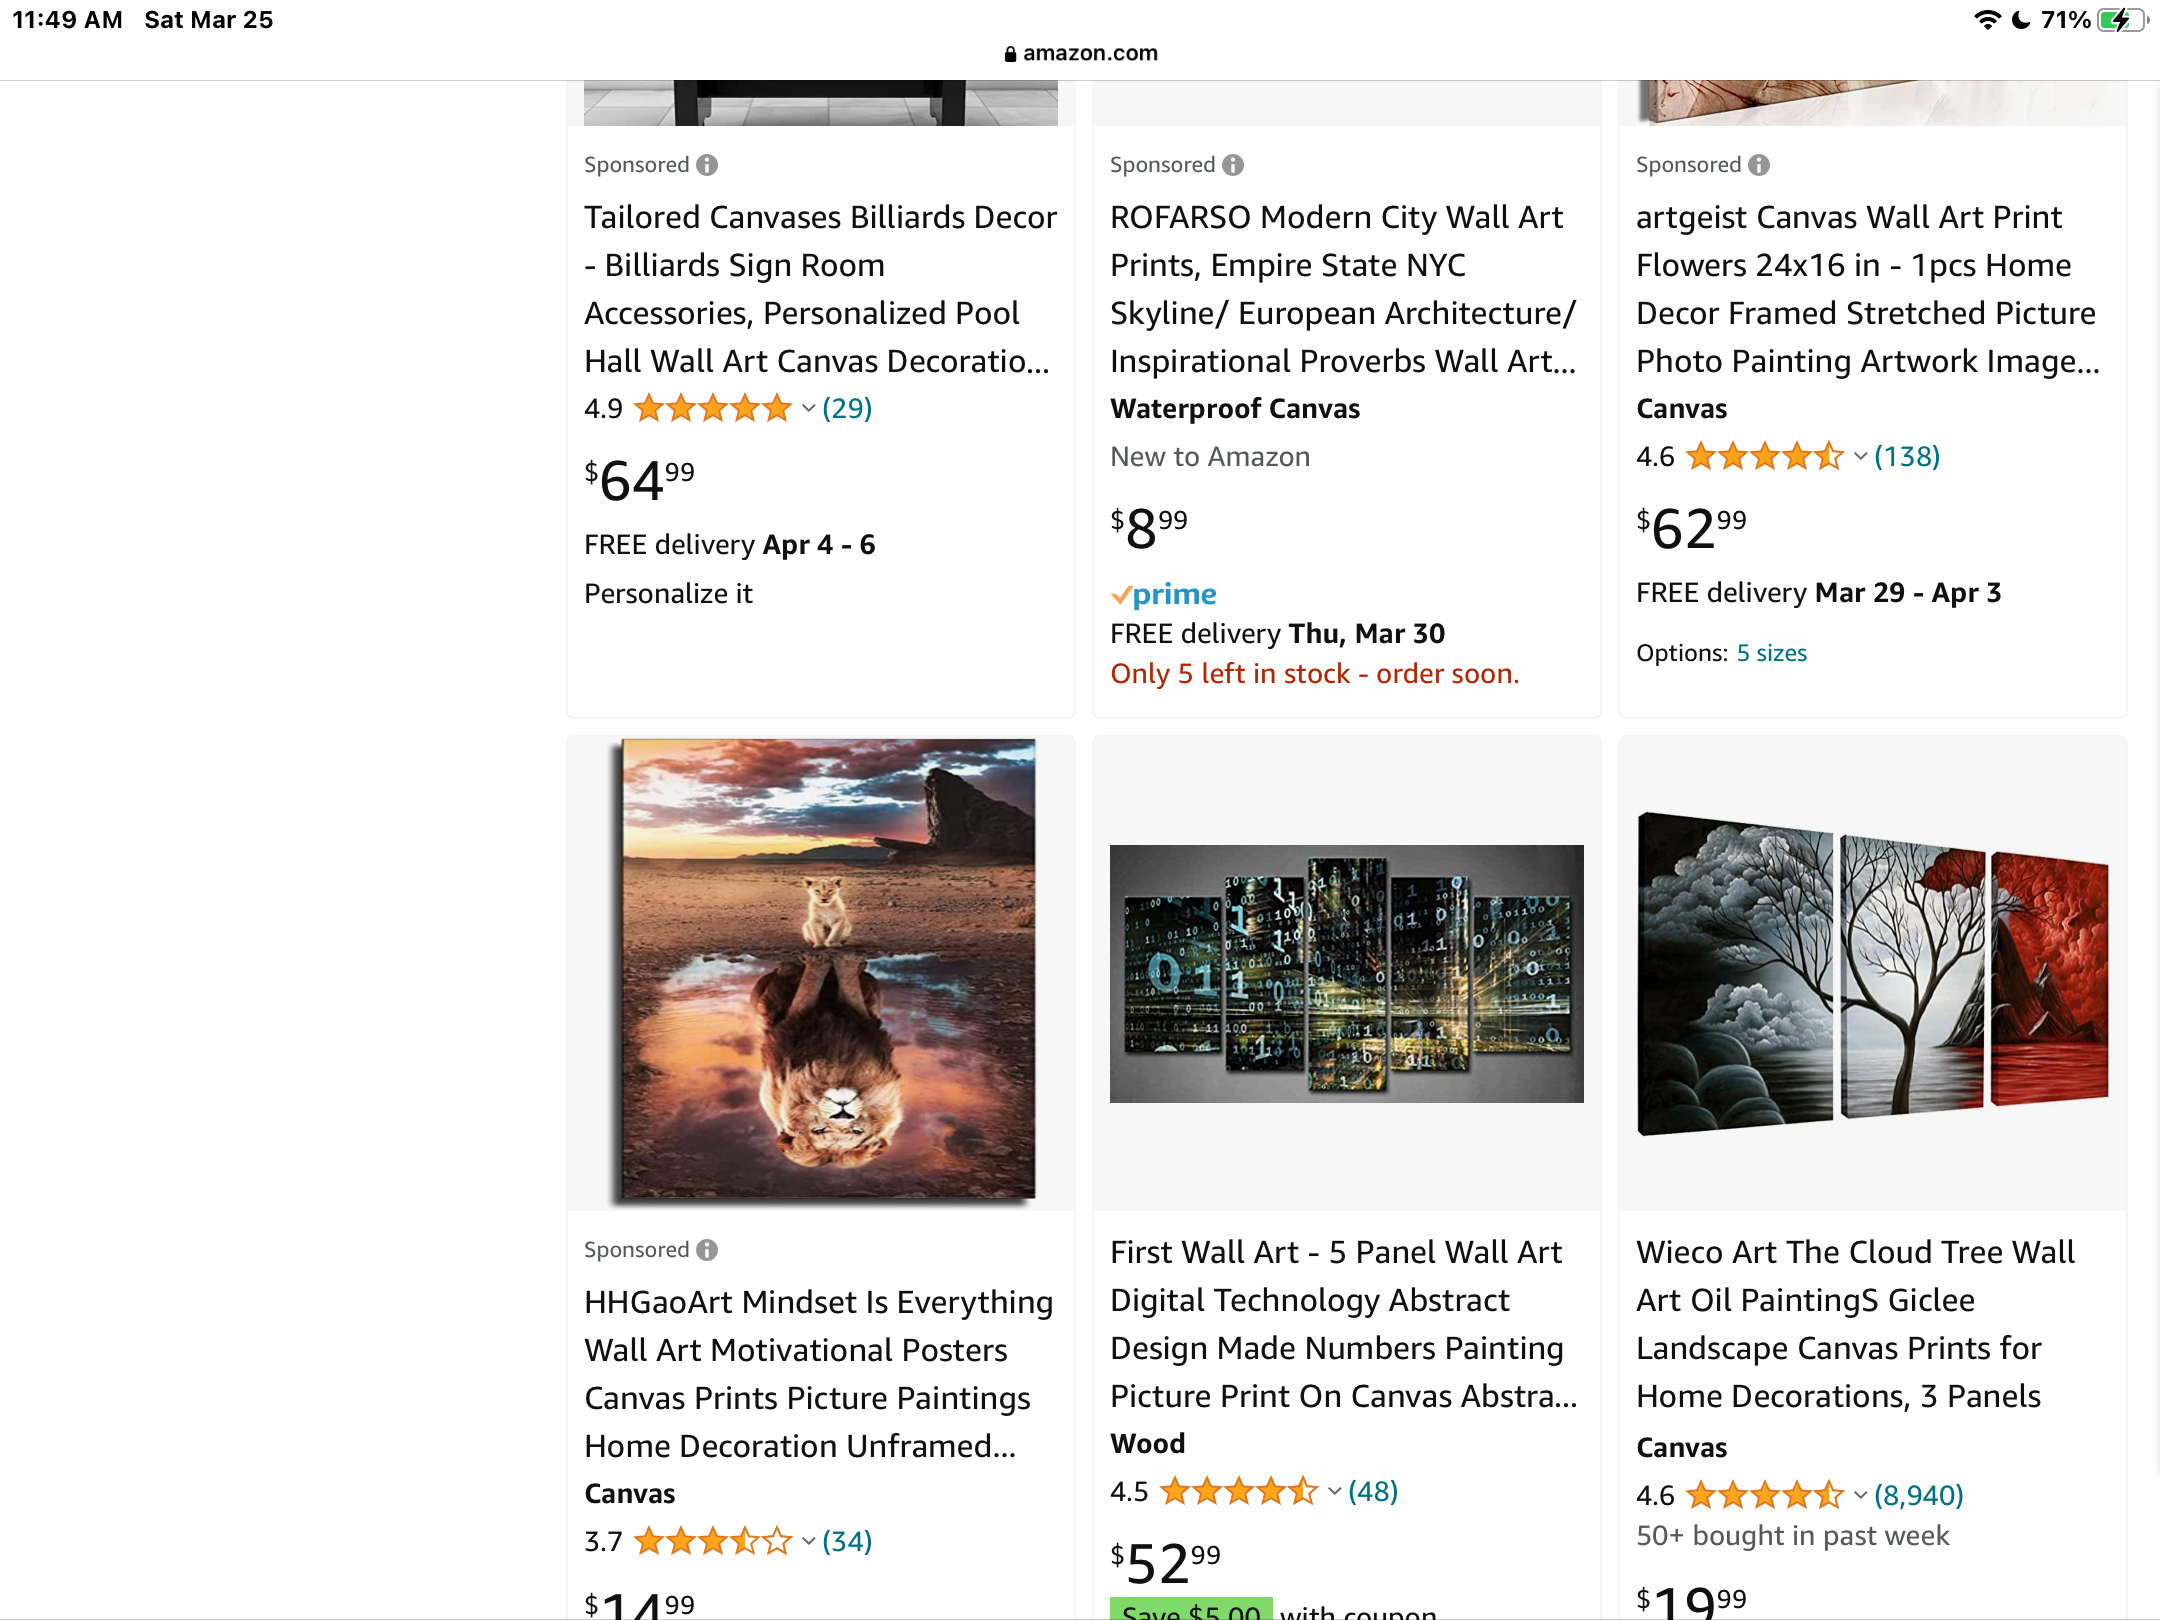 11:49 AM Sat Mar 25
71%
amazon.com
Sponsored
Tailored Canvases Billiards Decor
- Billiards Sign Room
Accessories, Personalized Pool
Hall Wall Art Canvas Decoratio...
4.9 (29)
$64 99
FREE delivery Apr 4 - 6
Personalize it
Sponsored
ROFARSO Modern City Wall Art
Prints, Empire State NYC
Skyline/ European Architecture/
Inspirational Proverbs Wall Art...
Waterproof Canvas
New to Amazon
$8 99
prime
FREE delivery Thu, Mar 30
Only 5 left in stock - order soon.
Sponsored
artgeist Canvas Wall Art Print
Flowers 24x16 in - 1pcs Home
Decor Framed Stretched Picture
Photo Painting Artwork Image...
Canvas
4.6 (138)
$62 99
FREE delivery Mar 29 - Apr 3
Options: 5 sizes
Sponsored
HHGaoArt Mindset Is Everything
Wall Art Motivational Posters
Canvas Prints Picture Paintings
Home Decoration Unframed...
Canvas
3.7 (34)
$14 99
First Wall Art - 5 Panel Wall Art
Digital Technology Abstract
Design Made Numbers Painting
Picture Print On Canvas Abstra...
Wood
4.5 (48)
$52 99
Save $5.00 with coupon
Wieco Art The Cloud Tree Wall
Art Oil PaintingS Giclee
Landscape Canvas Prints for
Home Decorations, 3 Panels
Canvas
4.6 (8,940)
50+ bought in past week
$19 99